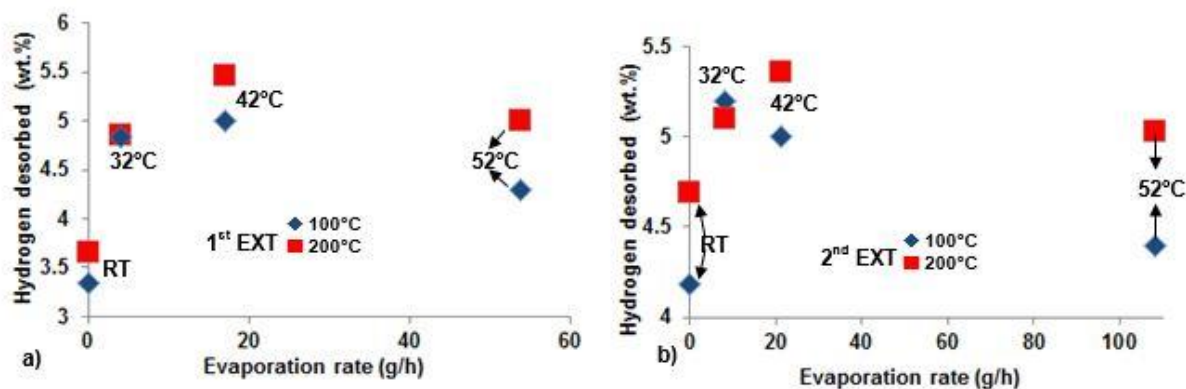 Hydrogen desorbed (wt.%)
6
5.5
5
4.5
4
3.5
3
42°C
32°C
52°C
RT
1st EXT
100°C
200°C
0
20
40
60
Evaporation rate (g/h)
a)
Hydrogen desorbed (wt.%)
5.5
5
4.5
4
32°C
42°C
52°C
RT
2nd EXT
100°C
200°C
0
20
40
60
80
100
Evaporation rate (g/h)
b)